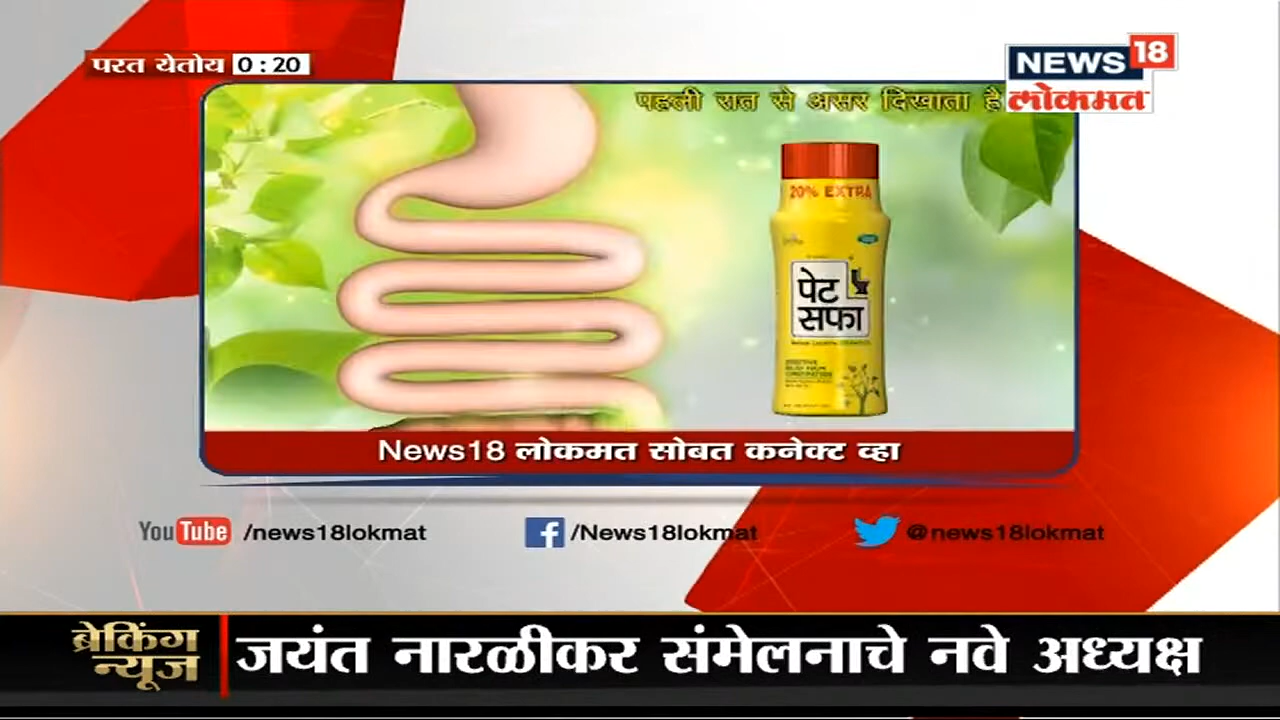 परत येतोय 0:20
NEWS 18
लोकमत
पहली रात से असर दिखाता है
20% EXTRA
पेट
सफा
News18 लोकमत सोबत कनेक्ट व्हा
YouTube /news18lokmat
/News18lokmat
@news18lokmat
ब्रेकिंग
न्यूज
जयंत नारळीकर संमेलनाचे नवे अध्यक्ष